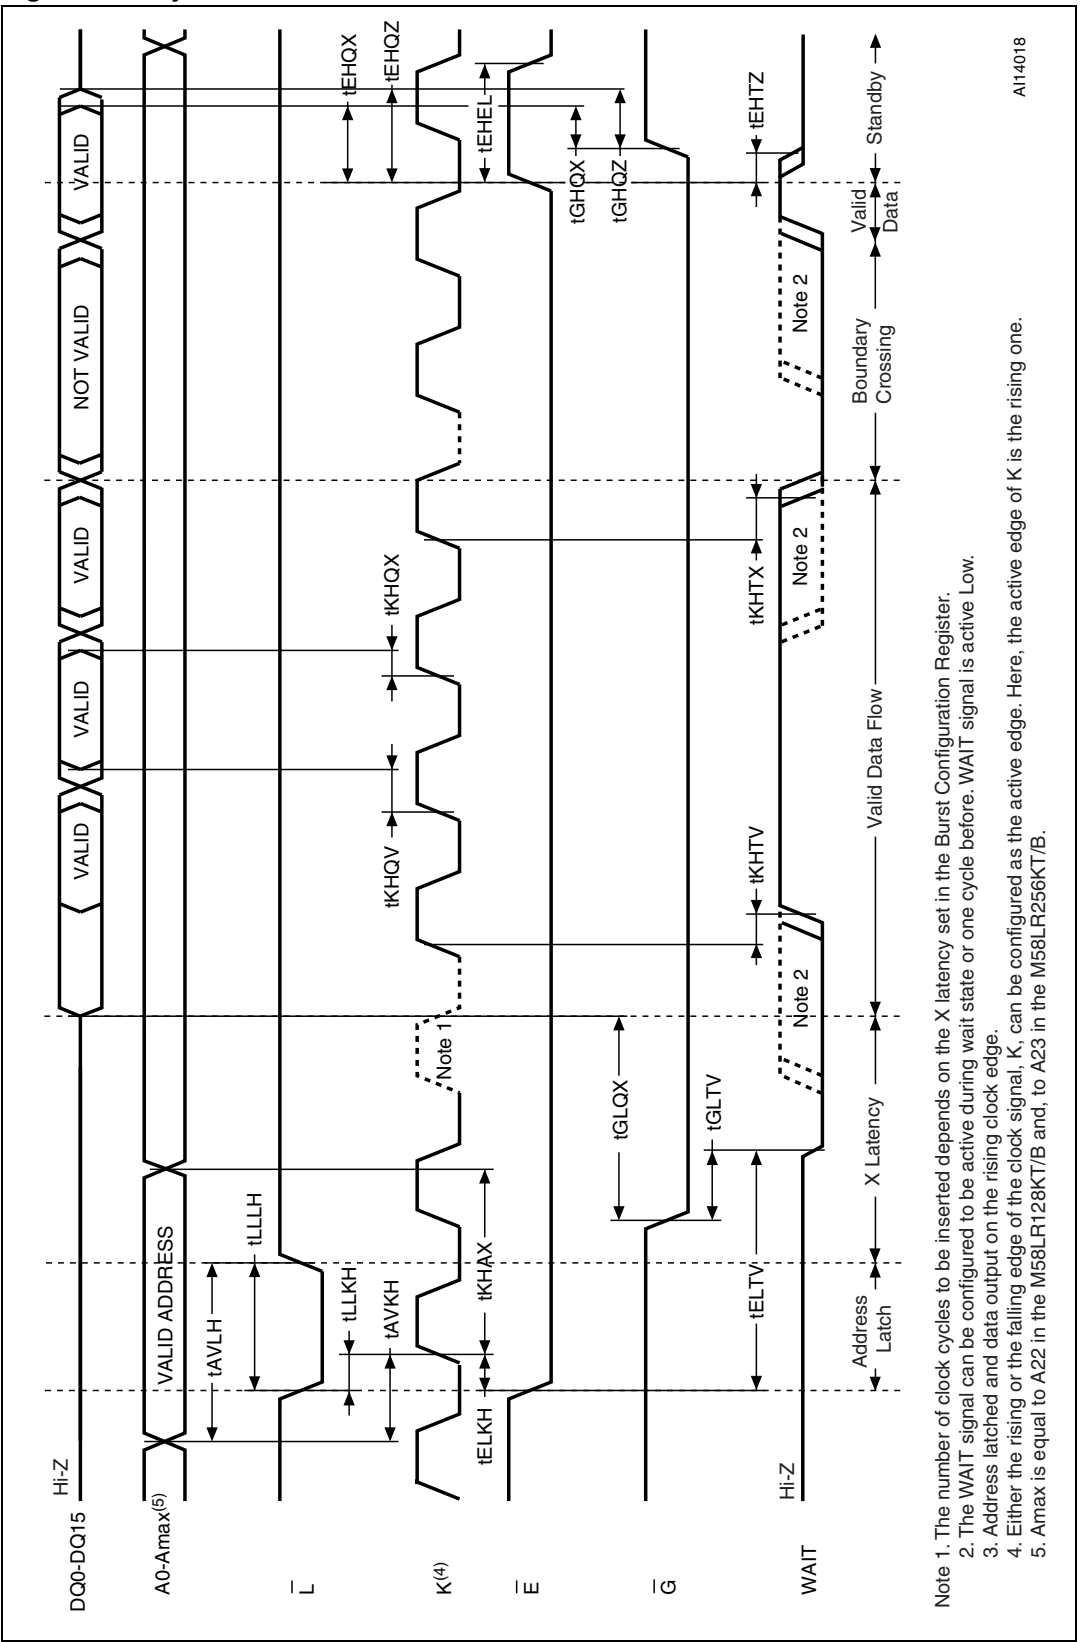 DQ0-DQ15
Hi-Z
VALID
VALID
VALID
NOT VALID
VALID
A0-Amax(5)
VALID ADDRESS
tAVLH
L
tLLLH
tLLKH
tAVKH
K(4)
Note 1
tKHQV
tKHQX
tEHQX
tEHQZ
tELKH
tKHAX
tEHEL
E
tGLQX
tGHQX
tGHQZ
G
tGLTV
tELTV
tKHTV
tKHTX
tEHTZ
WAIT
Hi-Z
Note 2
Note 2
Note 2
Address Latch
X Latency
Valid Data Flow
Boundary Crossing
Valid Data
Standby
Note 1. The number of clock cycles to be inserted depends on the X latency set in the Burst Configuration Register.
2. The WAIT signal can be configured to be active during wait state or one cycle before. WAIT signal is active Low.
3. Address latched and data output on the rising clock edge.
4. Either the rising or the falling edge of the clock signal, K, can be configured as the active edge. Here, the active edge of K is the rising one.
5. Amax is equal to A22 in the M58LR128KT/B and, to A23 in the M58LR256KT/B.
AI14018